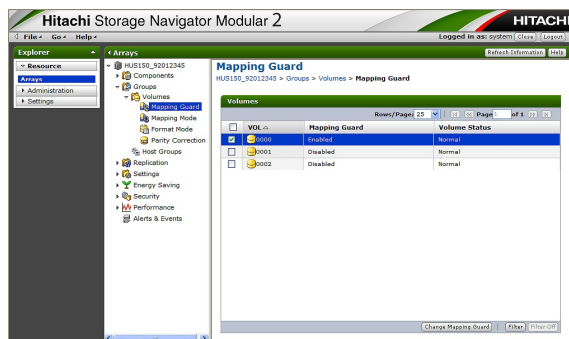 Hitachi Storage Navigator Modular 2
HITACHI
File Go Help
Logged in as: system Close Logout
Explorer
Arrays
Refresh Information Help
Resource
Arrays
Administration
Settings
HUS150_92012345
Components
Groups
Volumes
Mapping Guard
Mapping Mode
Format Mode
Parity Correction
Host Groups
Replication
Settings
Energy Saving
Security
Performance
Alerts & Events
Mapping Guard
HUS150_92012345 > Groups > Volumes > Mapping Guard
Volumes
Rows/Page: 25 Page 1 of 1
VOL Mapping Guard Volume Status
0000 Enabled Normal
0001 Disabled Normal
0002 Disabled Normal
Change Mapping Guard Filter Filter Off